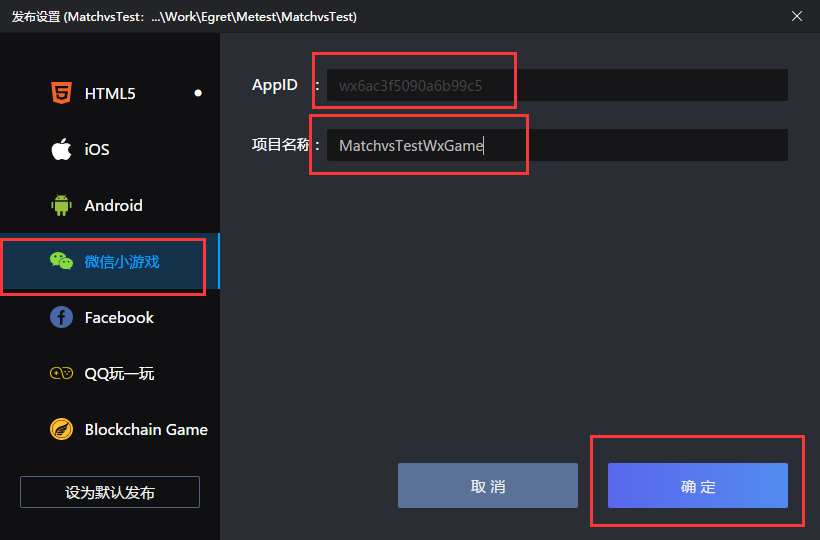 发布设置 (MatchvsTest: ...\Work\Egret\Metest\MatchvsTest)
HTML5
iOS
Android
微信小游戏
Facebook
QQ玩一玩
Blockchain Game
设为默认发布
AppID :
wx6ac3f5090a6b99c5
项目名称 :
MatchvsTestWxGame
取 消
确 定